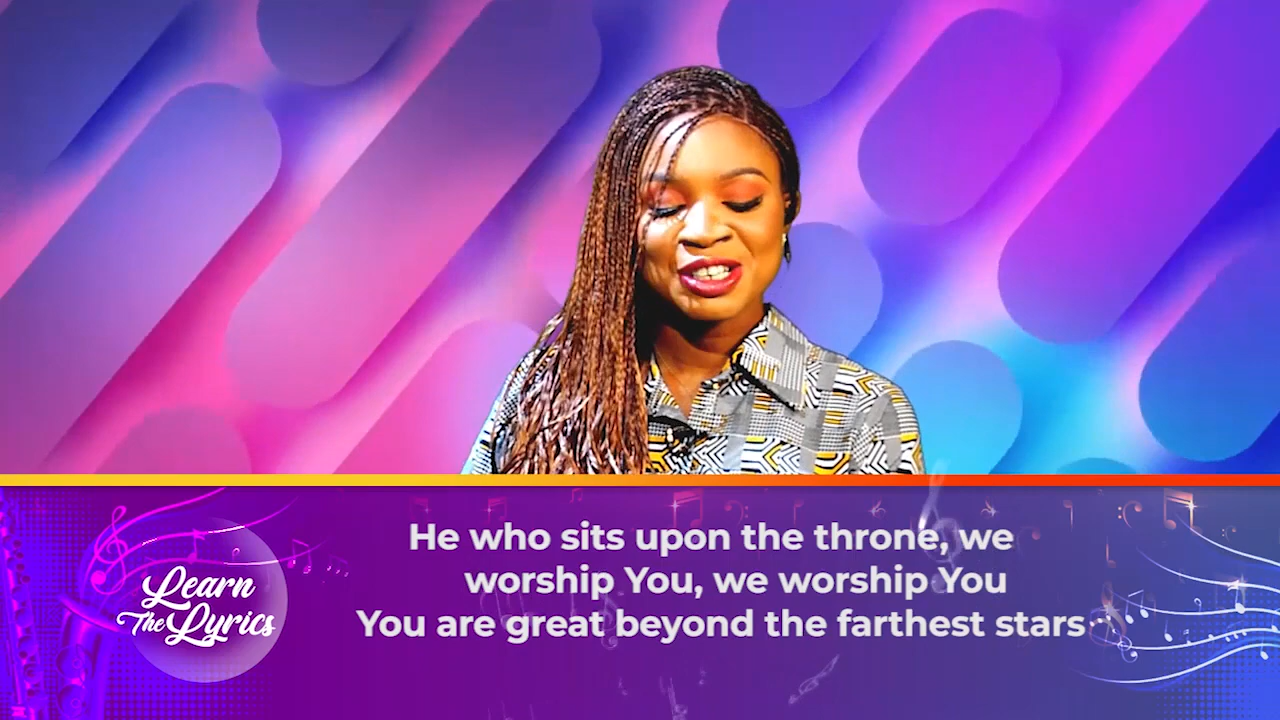 He who sits upon the throne, we
worship You, we worship You
You are great beyond the farthest stars
Learn
The Lyrics